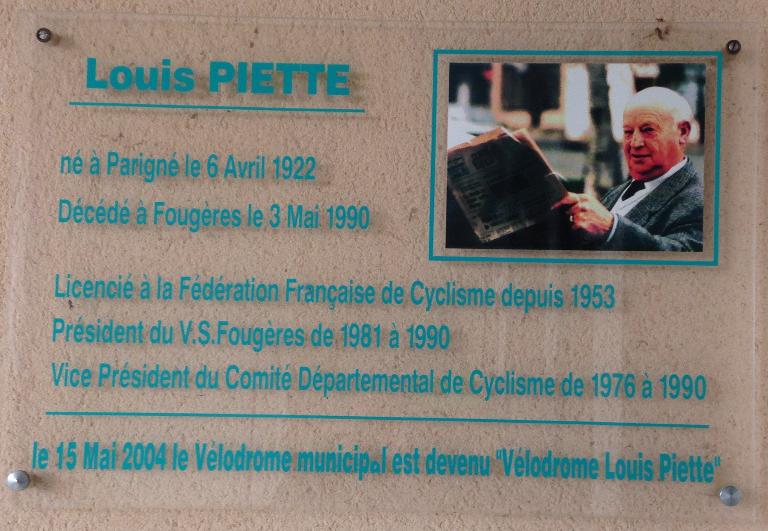 Louis PIETTE
né à Parigné le 6 Avril 1922
Décédé à Fougères le 3 Mai 1990
Licencié à la Fédération Française de Cyclisme depuis 1953
Président du V.S.Fougères de 1981 à 1990
Vice Président du Comité Départemental de Cyclisme de 1976 à 1990
le 15 Mai 2004 le Vélodrome municipal est devenu "Vélodrome Louis Piette"